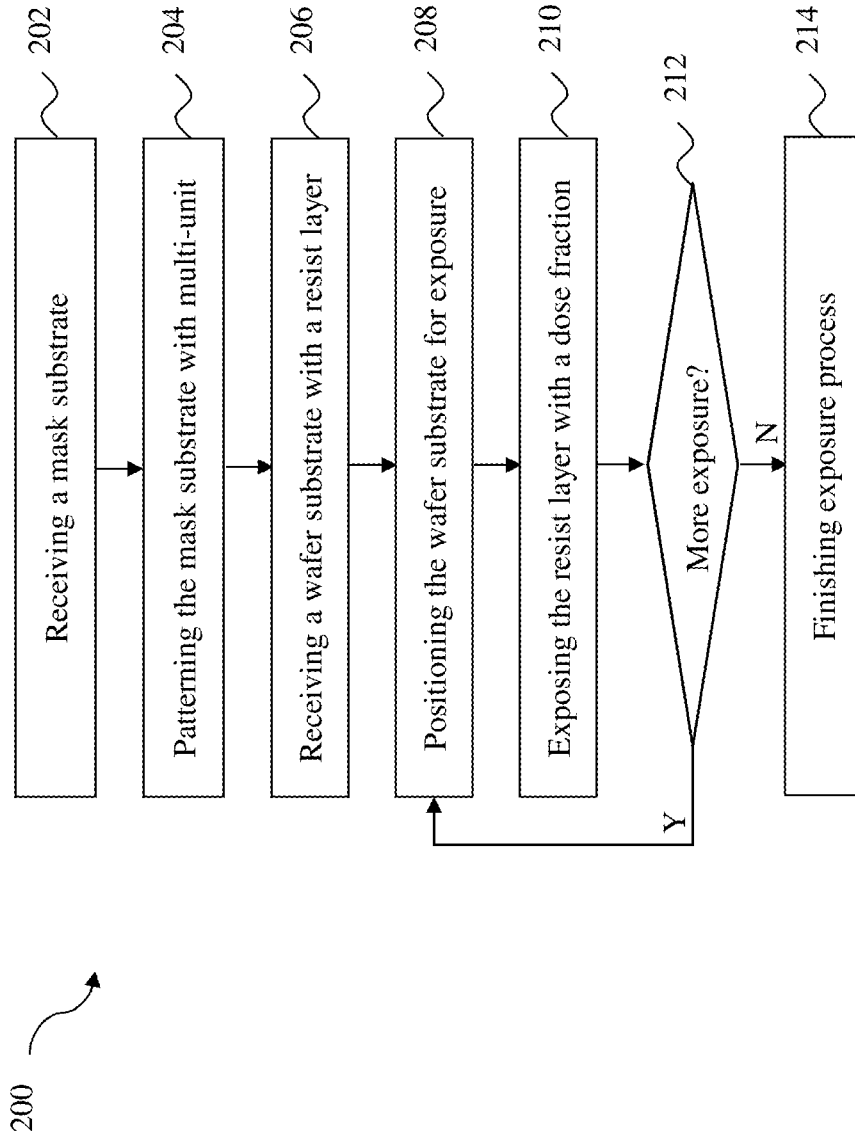 200
Receiving a mask substrate
202
Patterning the mask substrate with multi-unit
204
Receiving a wafer substrate with a resist layer
206
Positioning the wafer substrate for exposure
208
Exposing the resist layer with a dose fraction
210
More exposure?
212
Y
N
Finishing exposure process
214